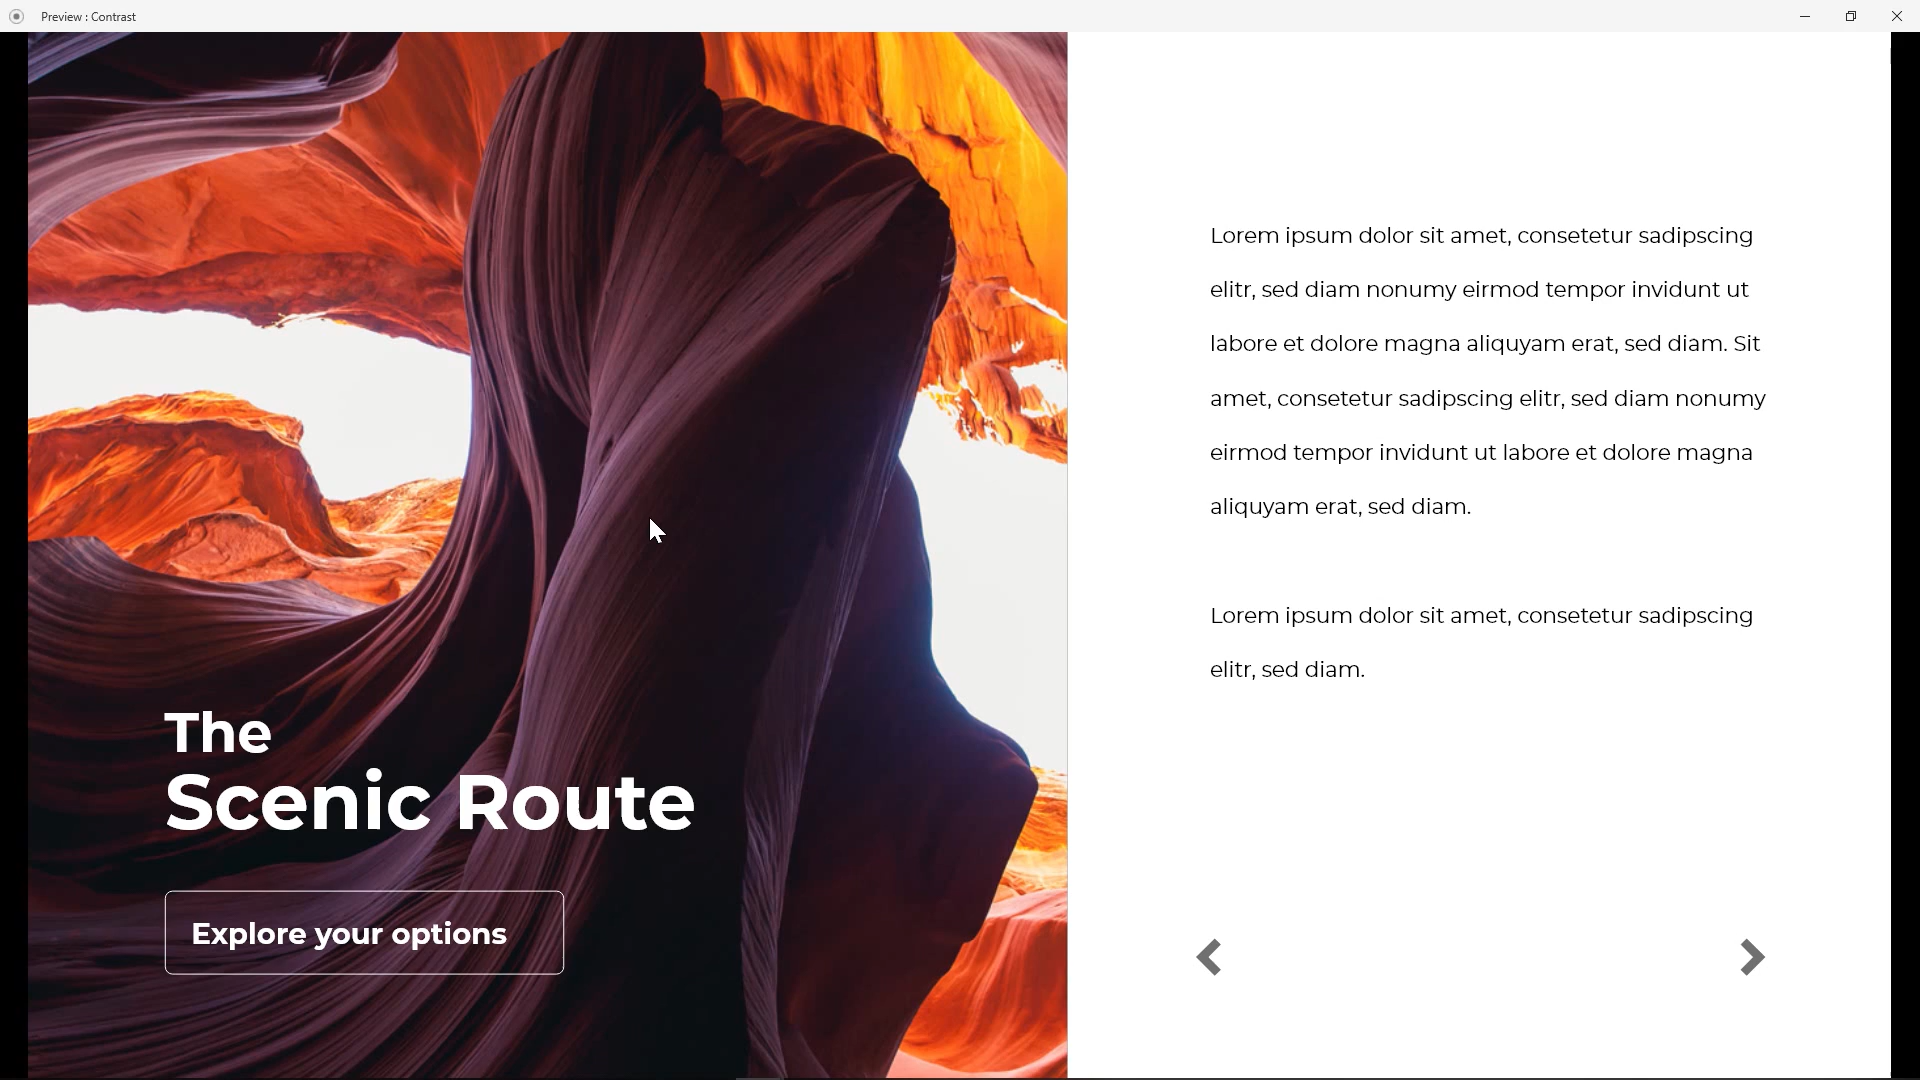 Preview : Contrast
The
Scenic Route
Explore your options
Lorem ipsum dolor sit amet, consetetur sadipscing
elitr, sed diam nonumy eirmod tempor invidunt ut
labore et dolore magna aliquyam erat, sed diam. Sit
amet, consetetur sadipscing elitr, sed diam nonumy
eirmod tempor invidunt ut labore et dolore magna
aliquyam erat, sed diam.
Lorem ipsum dolor sit amet, consetetur sadipscing
elitr, sed diam.